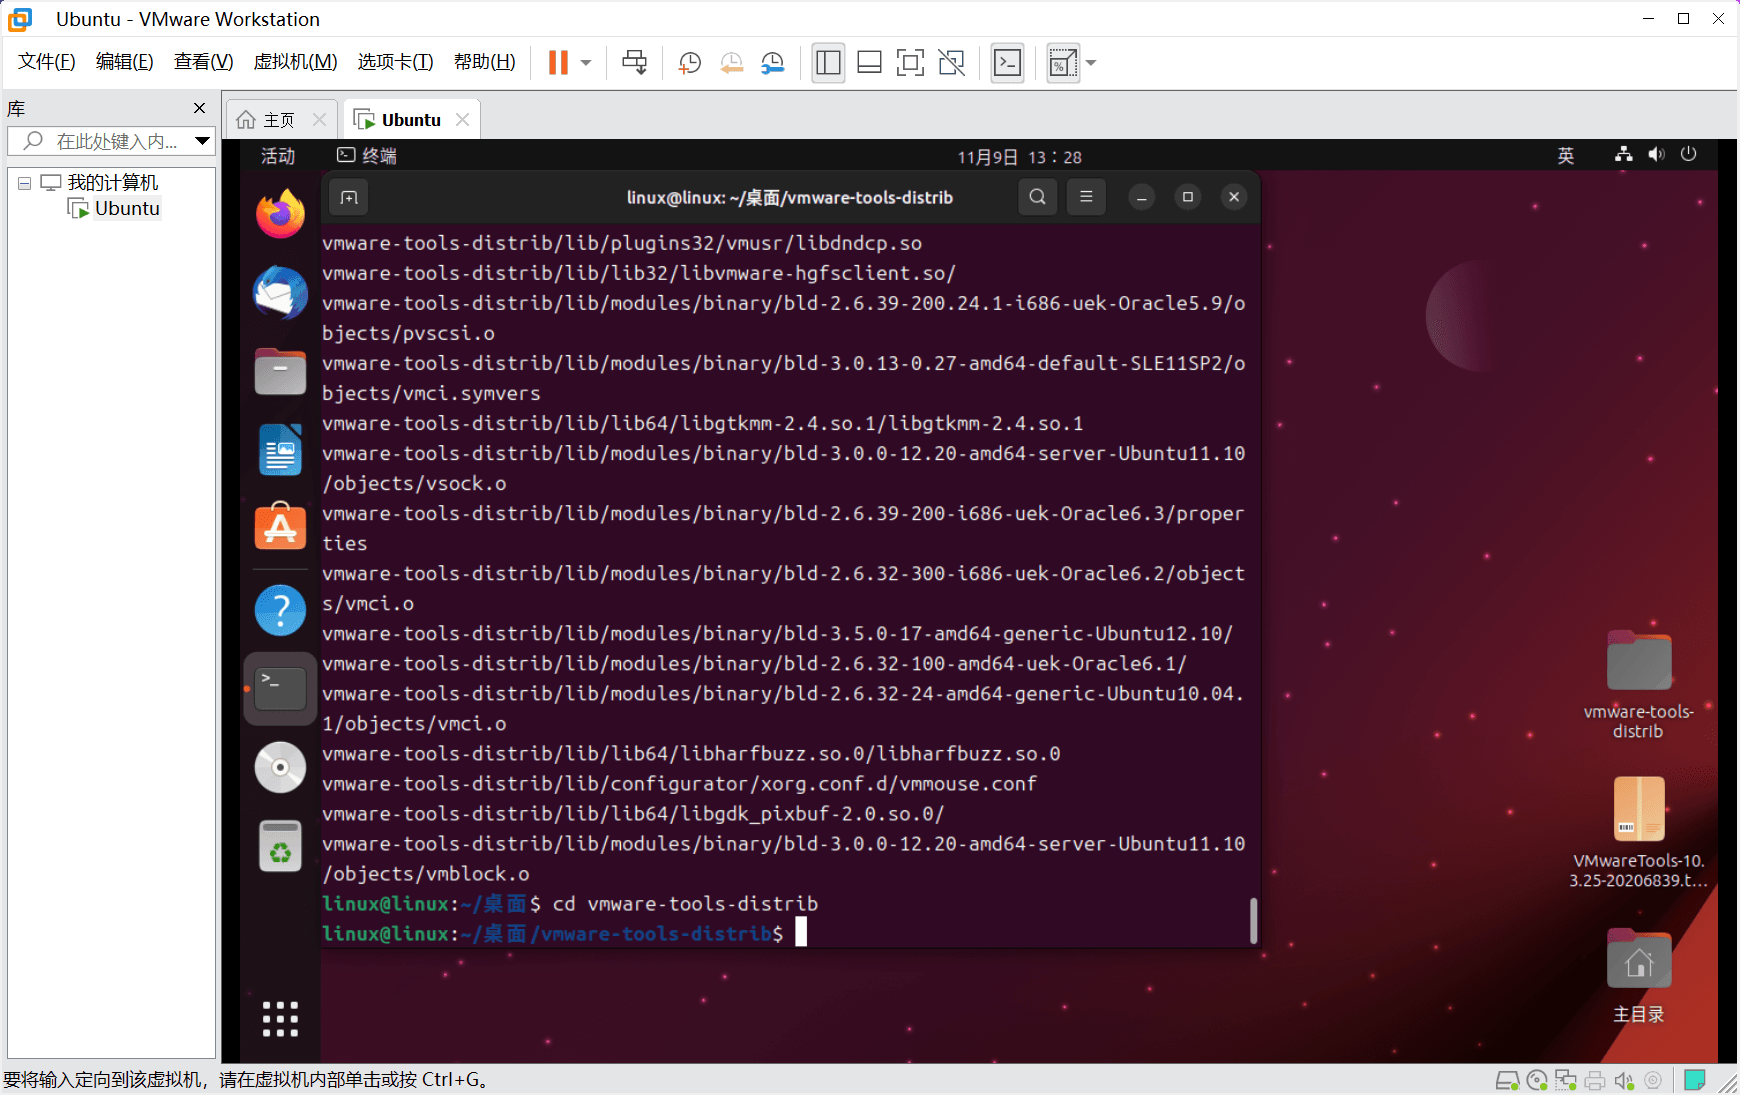 Ubuntu - VMware Workstation
文件(F) 编辑(E) 查看(V) 虚拟机(M) 选项卡(T) 帮助(H)
库
在此处键入内...
我的计算机
Ubuntu
主页
Ubuntu
活动
终端
11月9日 13：28
英
linux@linux: ~/桌面/vmware-tools-distrib
vmware-tools-distrib/lib/plugins32/vmusr/libdndcp.so
vmware-tools-distrib/lib/lib32/libvmware-hgfsclient.so/
vmware-tools-distrib/lib/modules/binary/bld-2.6.39-200.24.1-i686-uek-Oracle5.9/o
bjects/pvscsi.o
vmware-tools-distrib/lib/modules/binary/bld-3.0.13-0.27-amd64-default-SLE11SP2/o
bjects/vmci.symvers
vmware-tools-distrib/lib/lib64/libgtkmm-2.4.so.1/libgtkmm-2.4.so.1
vmware-tools-distrib/lib/modules/binary/bld-3.0.0-12.20-amd64-server-Ubuntu11.10
/objects/vsock.o
vmware-tools-distrib/lib/modules/binary/bld-2.6.39-200-i686-uek-Oracle6.3/proper
ties
vmware-tools-distrib/lib/modules/binary/bld-2.6.32-300-i686-uek-Oracle6.2/object
s/vmci.o
vmware-tools-distrib/lib/modules/binary/bld-3.5.0-17-amd64-generic-Ubuntu12.10/
vmware-tools-distrib/lib/modules/binary/bld-2.6.32-100-amd64-uek-Oracle6.1/
vmware-tools-distrib/lib/modules/binary/bld-2.6.32-24-amd64-generic-Ubuntu10.04.
1/objects/vmci.o
vmware-tools-distrib/lib/lib64/libharfbuzz.so.0/libharfbuzz.so.0
vmware-tools-distrib/lib/configurator/xorg.conf.d/vmmouse.conf
vmware-tools-distrib/lib/lib64/libgdk_pixbuf-2.0.so.0/
vmware-tools-distrib/lib/modules/binary/bld-3.0.0-12.20-amd64-server-Ubuntu11.10
/objects/vmblock.o
linux@linux:~/桌面$ cd vmware-tools-distrib
linux@linux:~/桌面/vmware-tools-distrib$
vmware-tools-
distrib
VMwareTools-10.
3.25-20206839.t...
主目录
要将输入定向到该虚拟机，请在虚拟机内部单击或按 Ctrl+G。